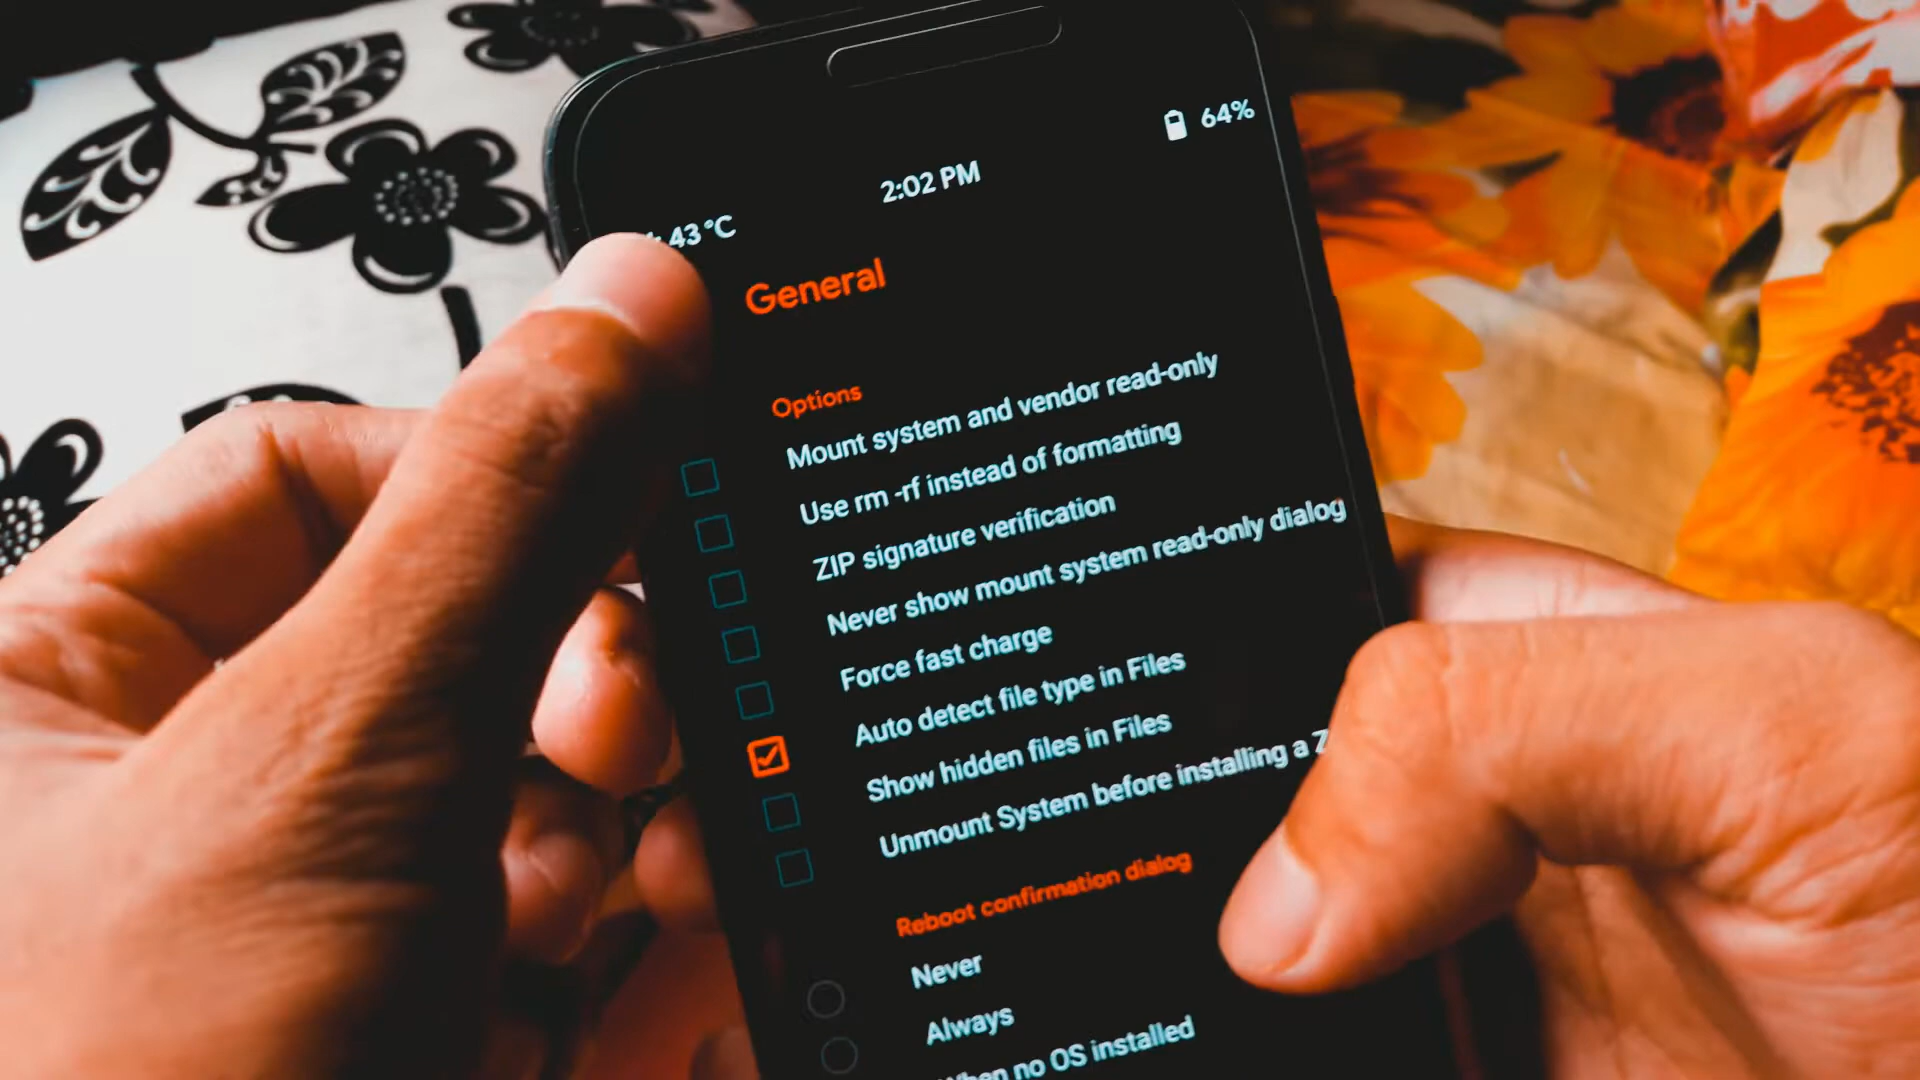 64%
2:02 PM
43 °C
General
Options
Mount system and vendor read-only
Use rm -rf instead of formatting
ZIP signature verification
Never show mount system read-only dialog
Force fast charge
Auto detect file type in Files
Show hidden files in Files
Unmount System before installing a
Reboot confirmation dialog
Never
Always
When no OS installed